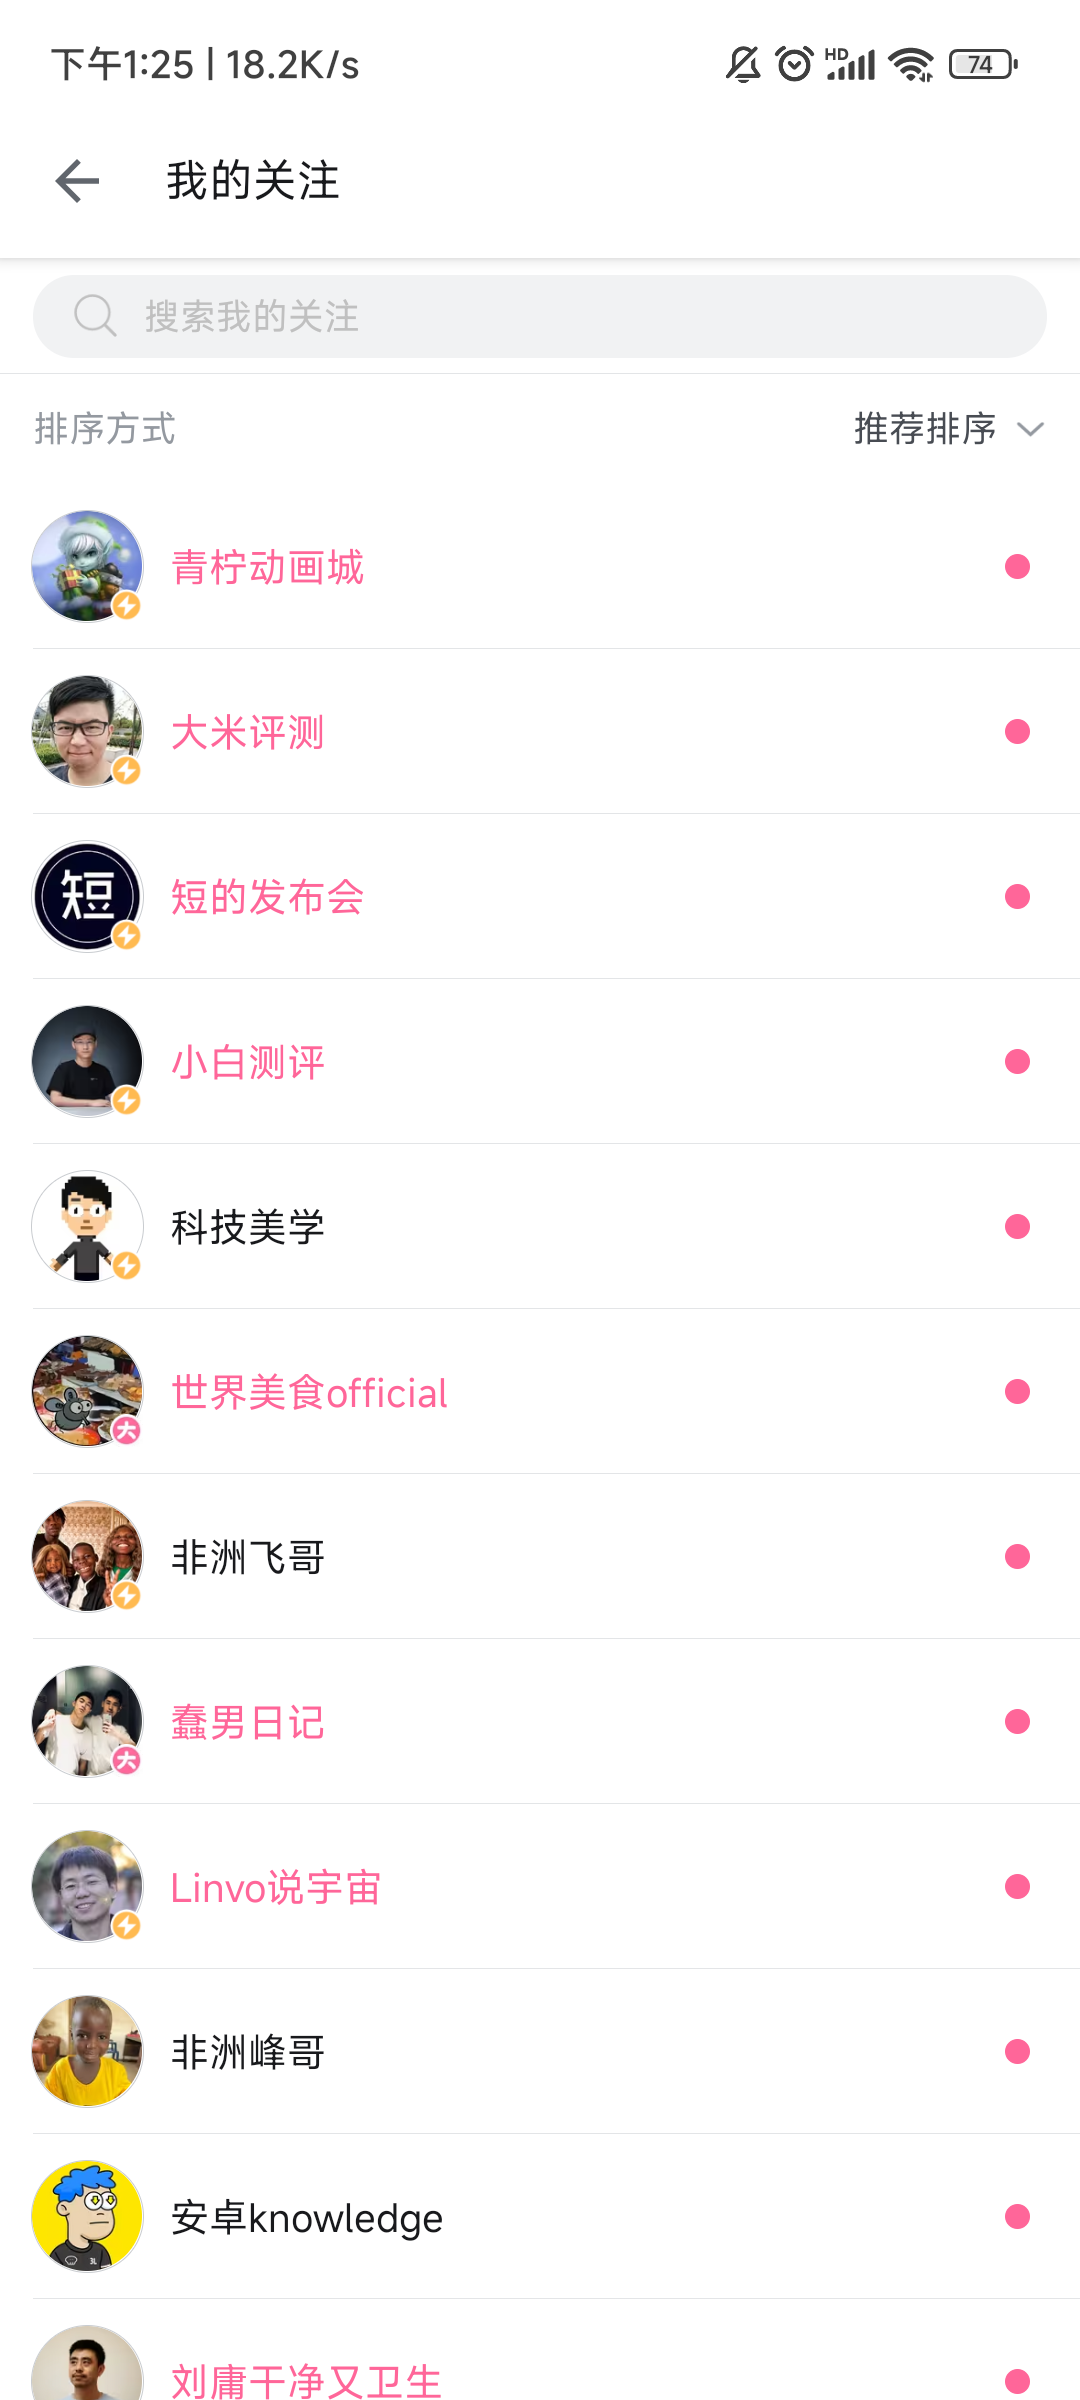 下午1:25 | 18.2K/s
HD
74
我的关注
搜索我的关注
排序方式
推荐排序
青柠动画城
大米评测
短
短的发布会
小白测评
科技美学
世界美食official
大
非洲飞哥
蠢男日记
大
Linvo说宇宙
非洲峰哥
安卓knowledge
3L
刘庸干净又卫生